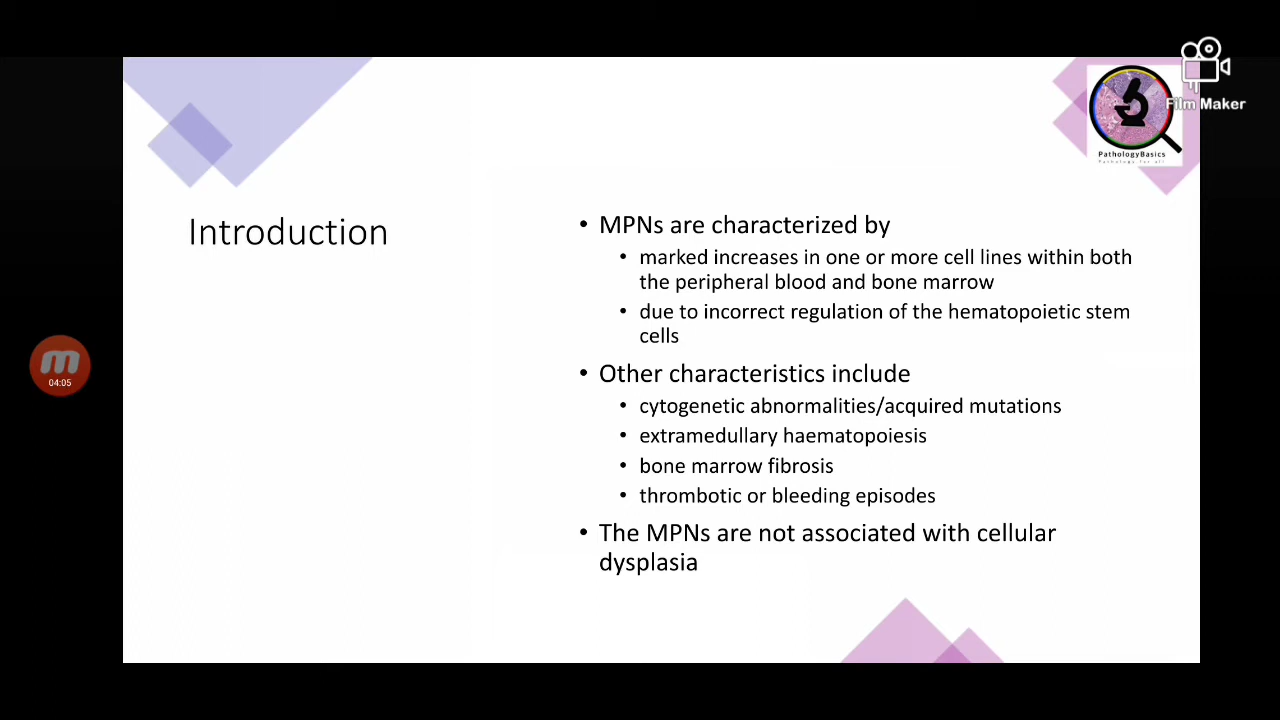 Film Maker
PathologyBasics
Pathology for all
Introduction
• MPNs are characterized by
• marked increases in one or more cell lines within both
the peripheral blood and bone marrow
• due to incorrect regulation of the hematopoietic stem
cells
• Other characteristics include
• cytogenetic abnormalities/acquired mutations
• extramedullary haematopoiesis
• bone marrow fibrosis
• thrombotic or bleeding episodes
• The MPNs are not associated with cellular
dysplasia
04:05